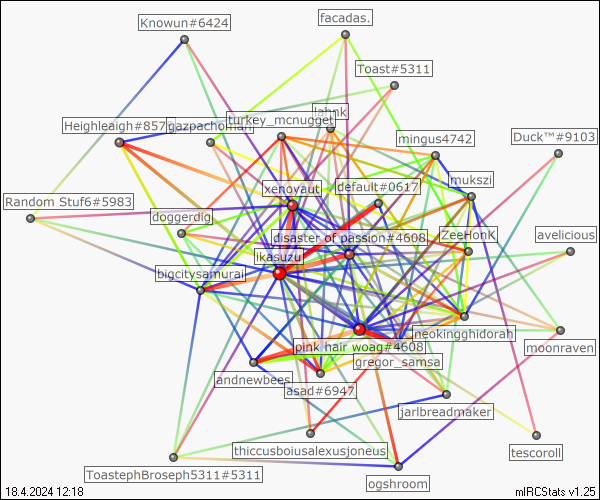 Knowun#6424
facadas.
Toast#5311
lahnk
turkey_mcnugget
Heighleaigh#857
gazpachoman
mingus4742
Duck™#9103
xenoyaut
default#0617
mukszi
Random Stuf6#5983
doggerdig
disaster of passion#4608
ZeeHonK
avelicious
ikasuzu
bigcitysamurai
neokingghidorah
pink hair woag#4608
moonraven
gregor_samsa
andnewbees
asad#6947
jarlbreadmaker
thiccusboiusalexusjoneus
tescoroll
ToastephBroseph5311#5311
ogshroom
18.4.2024 12:18
mIRCStats v1.25